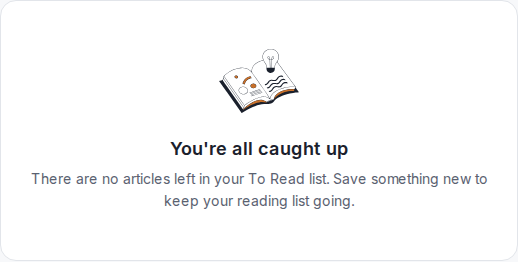 You're all caught up
There are no articles left in your To Read list. Save something new to
keep your reading list going.